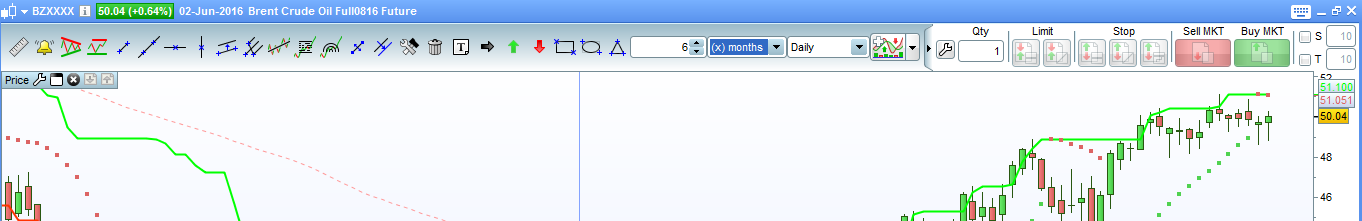 BZXXXX 50.04 (+0.64%) 02-Jun-2016 Brent Crude Oil Full0816 Future
T 6 (x) months Daily Qty 1 Limit Stop Sell MKT Buy MKT S 10
T 10
Price
52
51.100
51.051
50.04
48
46